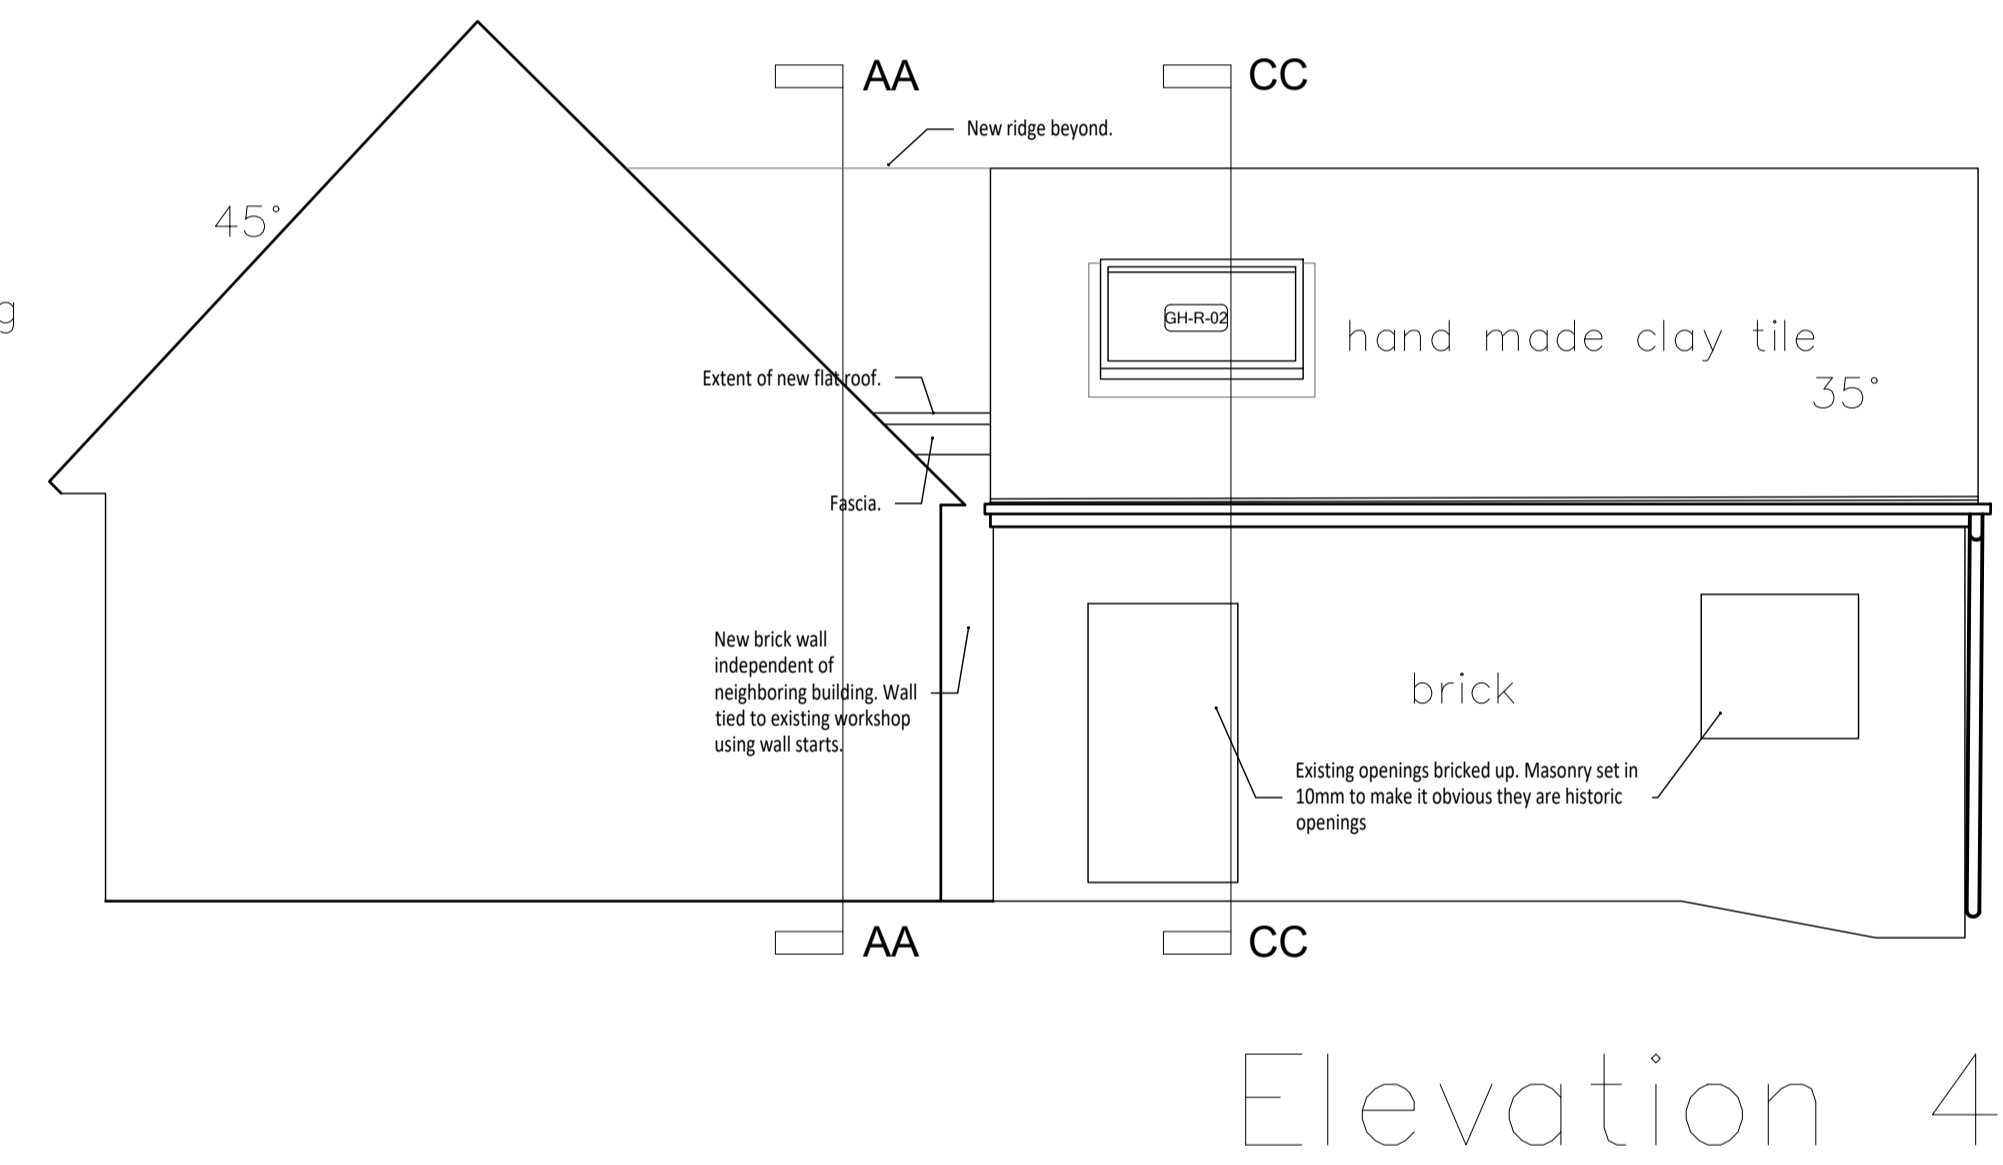 AA
CC
New ridge beyond.
45°
g
GH-R-02
hand made clay tile
35°
Extent of new flat roof.
Fascia.
New brick wall
independent of
neighboring building. Wall
tied to existing workshop
using wall starts.
brick
Existing openings bricked up. Masonry set in
10mm to make it obvious they are historic
openings
AA
CC
Elevation 4